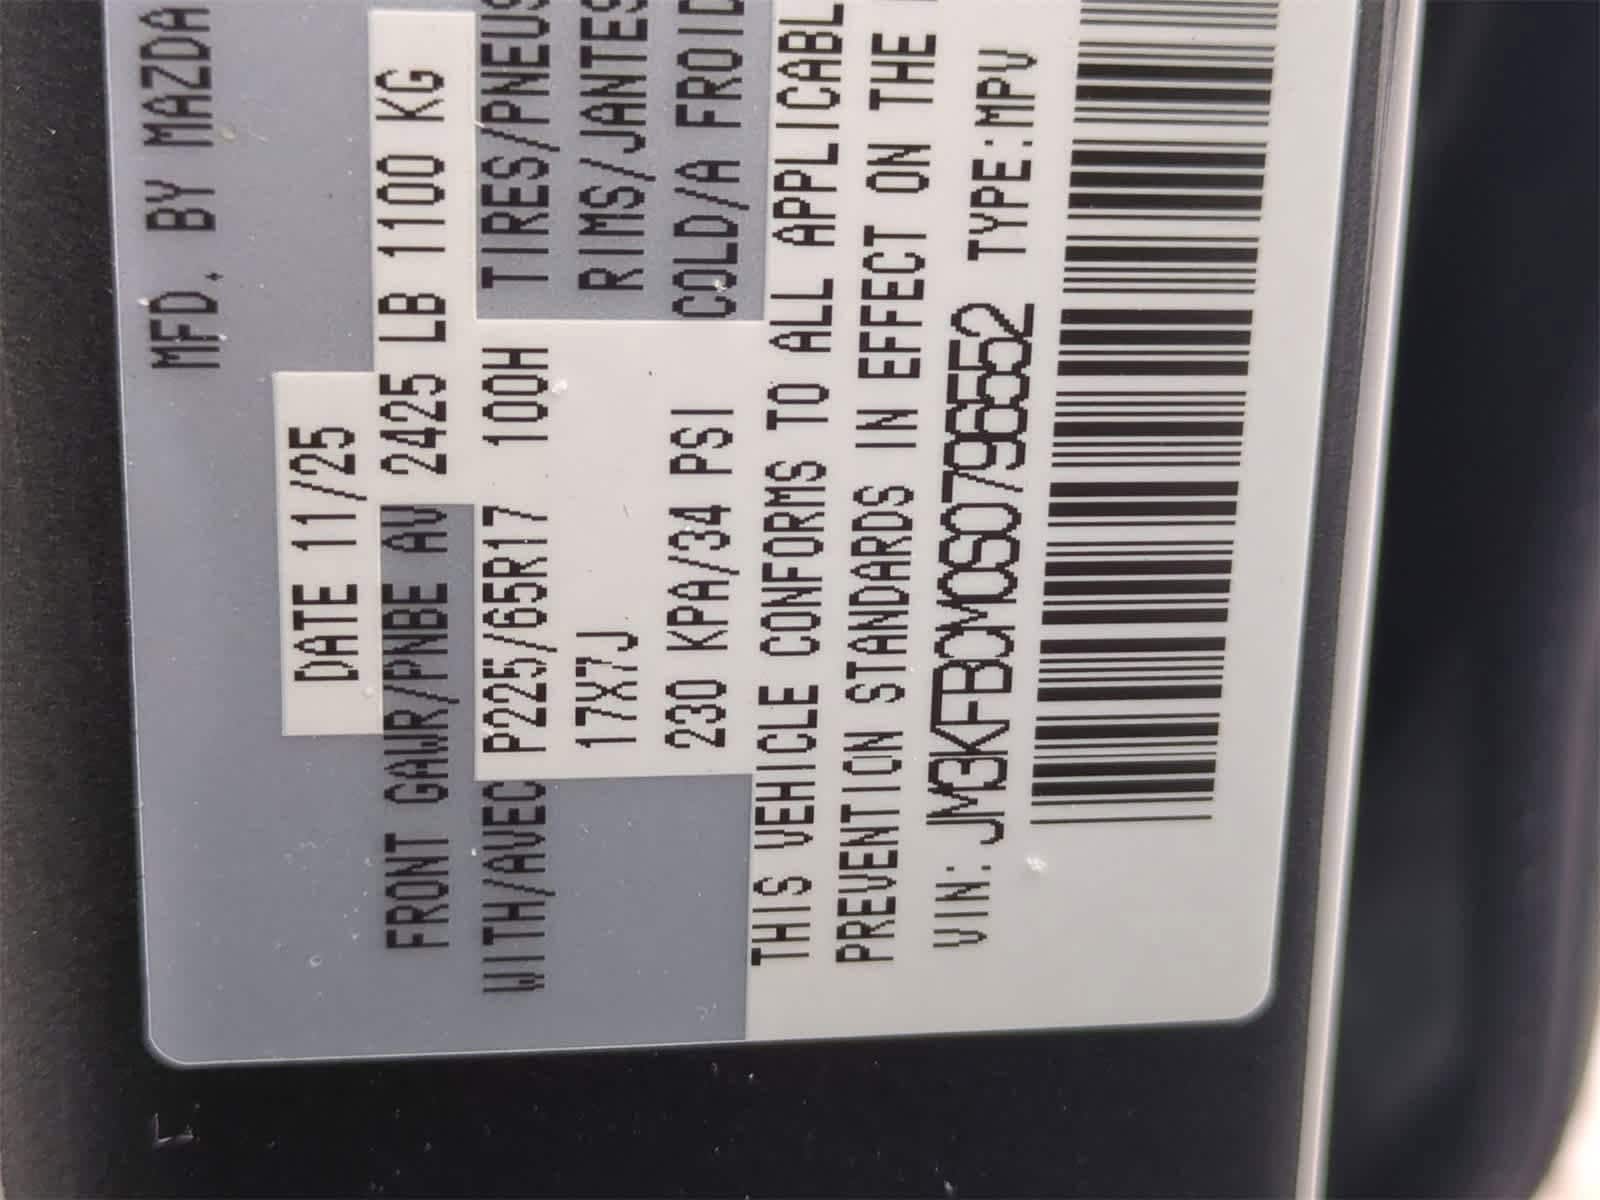 MFD. BY MAZDA
DATE 11/25
FRONT GAWR/PNBE AV 2425 LB 1100 KG
WITH/AVEC P225/65R17 100H TIRES/PNEUS
17X7J RIMS/JANTES
230 KPA/34 PSI COLD/A FROID
THIS VEHICLE CONFORMS TO ALL APPLICABL
PREVENTION STANDARDS IN EFFECT ON THE
VIN: JM3KFBCM0S0796552 TYPE:MPV